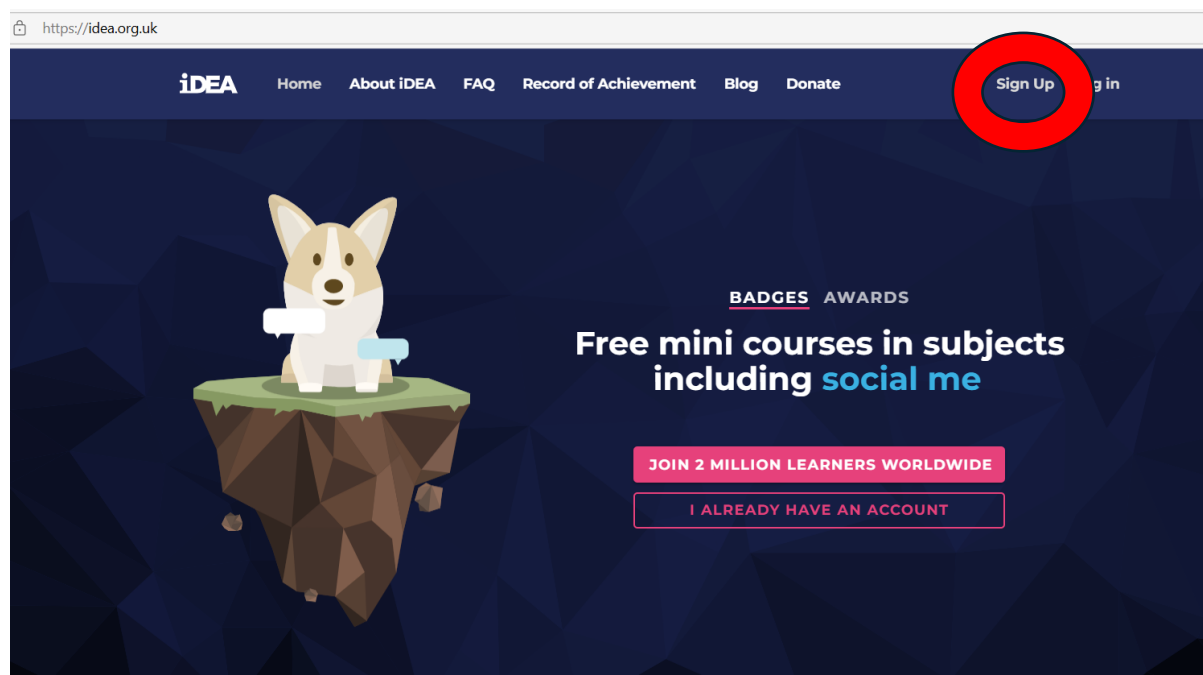 https://idea.org.uk
iDEA Home About iDEA FAQ Record of Achievement Blog Donate Sign Up g in
BADGES AWARDS
Free mini courses in subjects
including social me
JOIN 2 MILLION LEARNERS WORLDWIDE
I ALREADY HAVE AN ACCOUNT